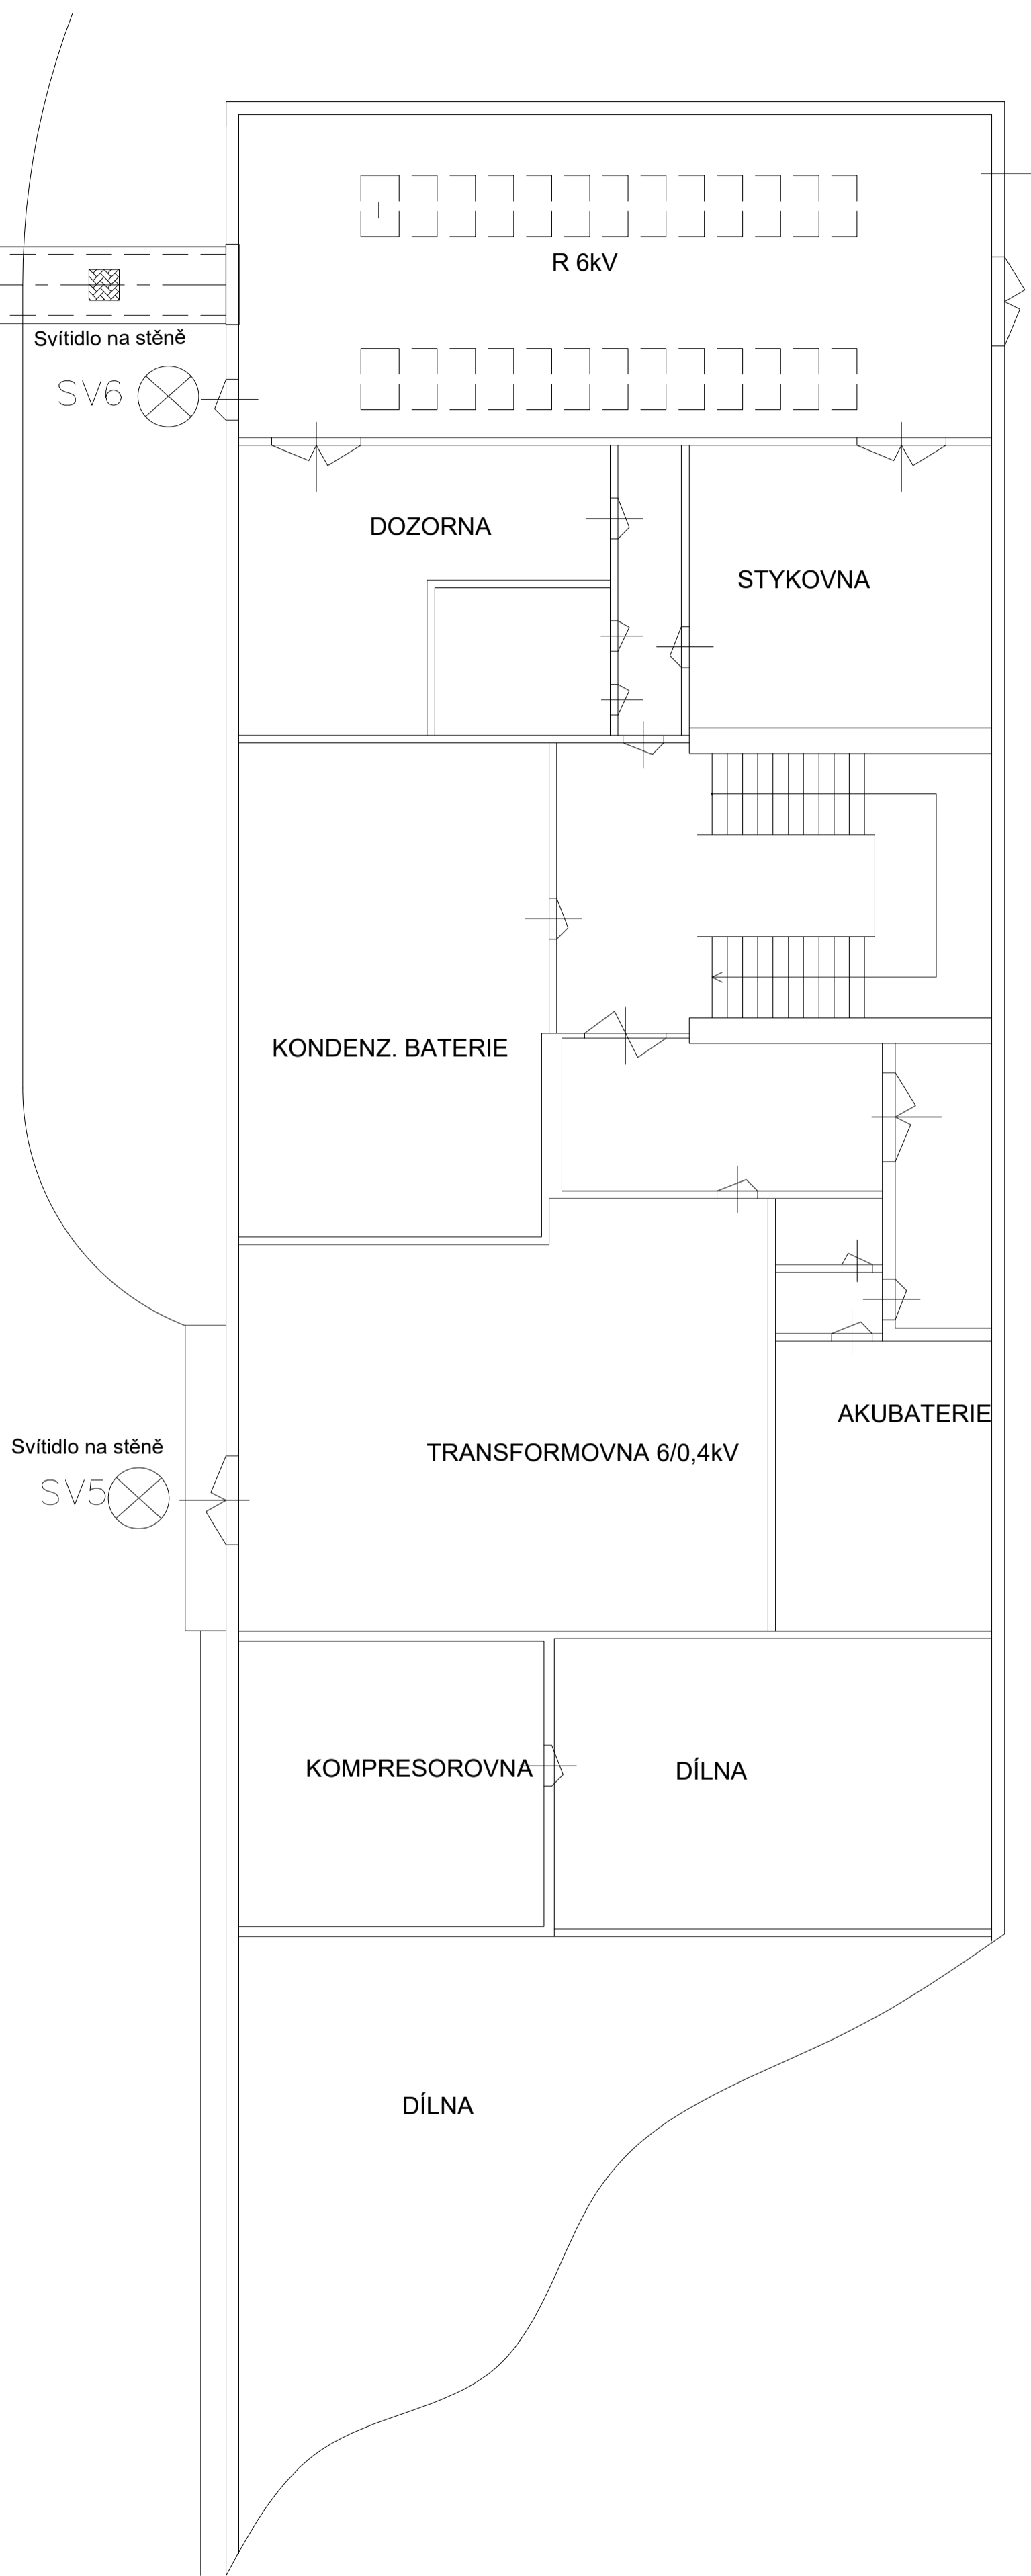 R 6kV
Svítidlo na stěně
SV6
DOZORNA
STYKOVNA
KONDENZ. BATERIE
AKUBATERIE
Svítidlo na stěně
TRANSFORMOVNA 6/0,4kV
SV5
KOMPRESOROVNA
DÍLNA
DÍLNA